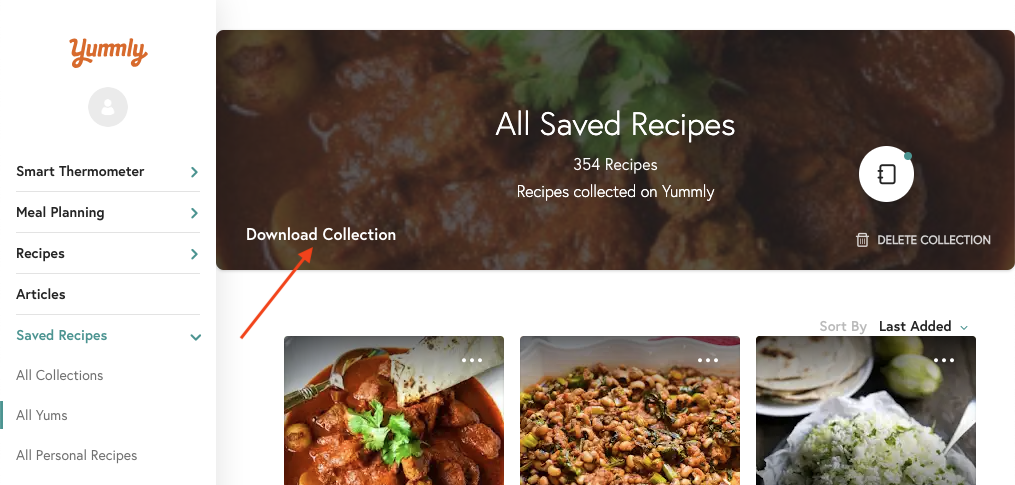 Yummly
Smart Thermometer
Meal Planning
Recipes
Articles
Saved Recipes
All Collections
All Yums
All Personal Recipes
All Saved Recipes
354 Recipes
Recipes collected on Yummly
Download Collection
DELETE COLLECTION
Sort By Last Added